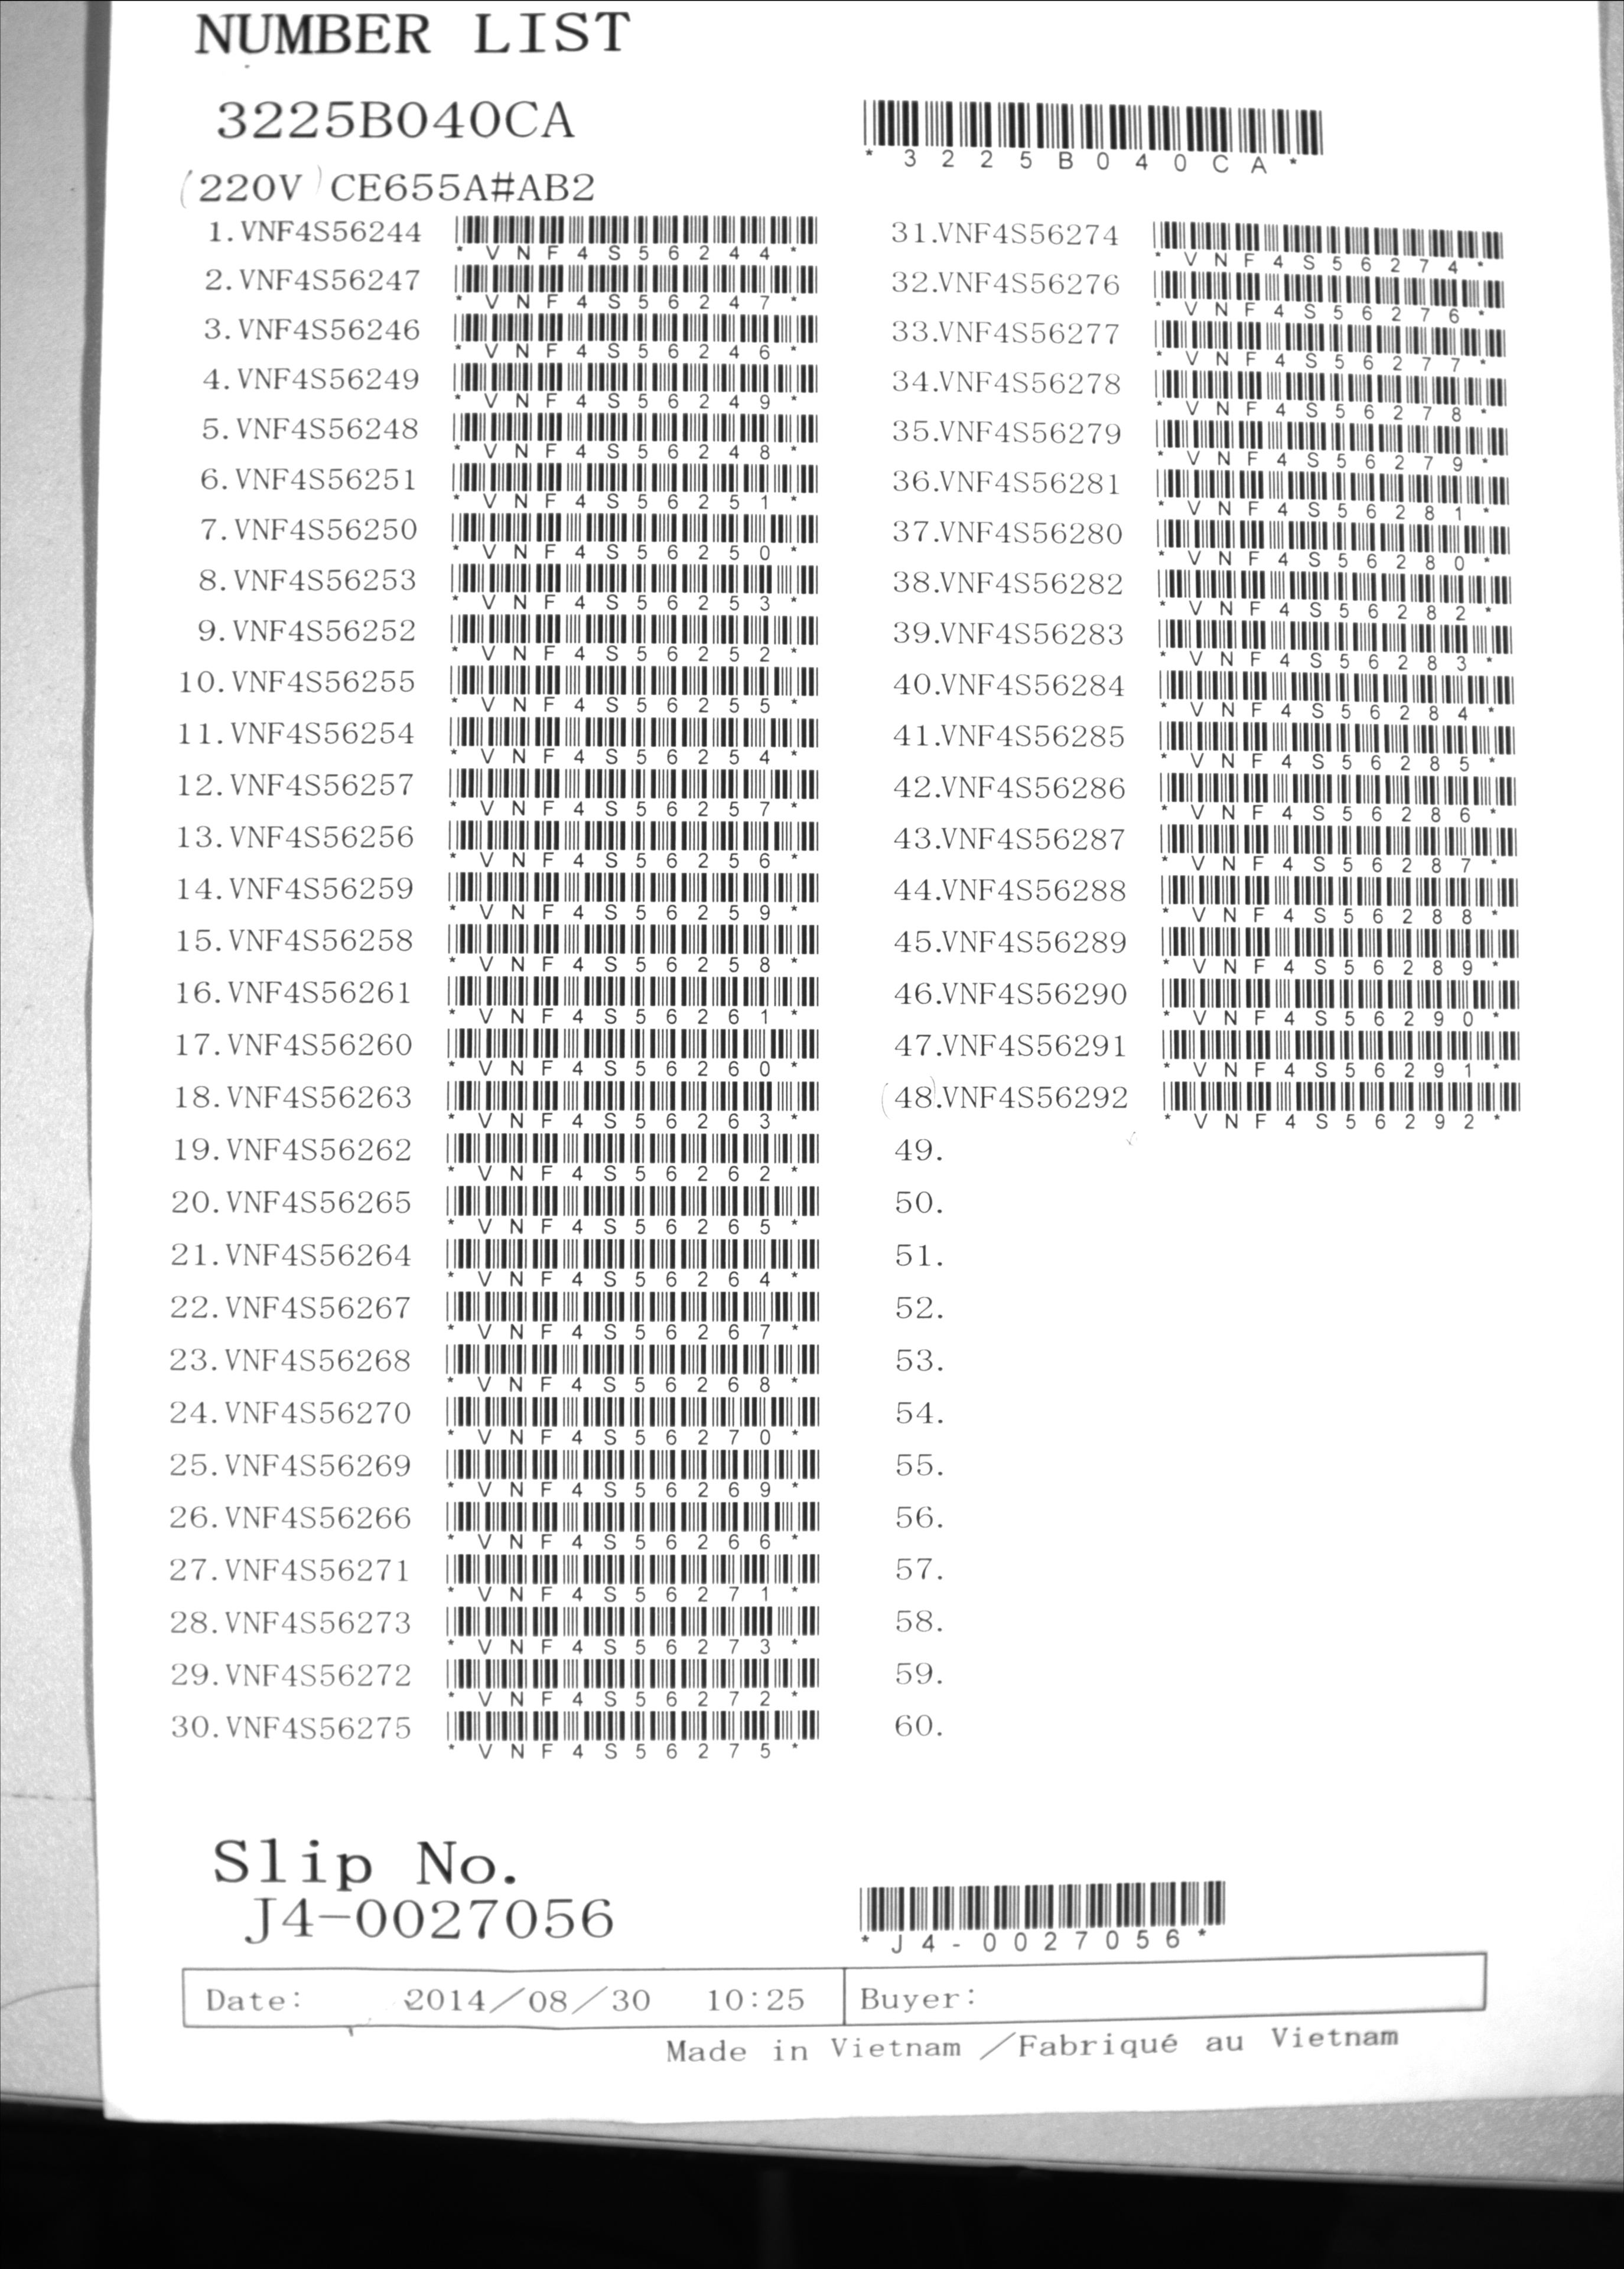 NUMBER LIST
3225B040CA
*3225B040CA*
(220V) CE655A#AB2
1. VNF4S56244
*VNF4S56244*
2. VNF4S56247
*VNF4S56247*
3. VNF4S56246
*VNF4S56246*
4. VNF4S56249
*VNF4S56249*
5. VNF4S56248
*VNF4S56248*
6. VNF4S56251
*VNF4S56251*
7. VNF4S56250
*VNF4S56250*
8. VNF4S56253
*VNF4S56253*
9. VNF4S56252
*VNF4S56252*
10. VNF4S56255
*VNF4S56255*
11. VNF4S56254
*VNF4S56254*
12. VNF4S56257
*VNF4S56257*
13. VNF4S56256
*VNF4S56256*
14. VNF4S56259
*VNF4S56259*
15. VNF4S56258
*VNF4S56258*
16. VNF4S56261
*VNF4S56261*
17. VNF4S56260
*VNF4S56260*
18. VNF4S56263
*VNF4S56263*
19. VNF4S56262
*VNF4S56262*
20. VNF4S56265
*VNF4S56265*
21. VNF4S56264
*VNF4S56264*
22. VNF4S56267
*VNF4S56267*
23. VNF4S56268
*VNF4S56268*
24. VNF4S56270
*VNF4S56270*
25. VNF4S56269
*VNF4S56269*
26. VNF4S56266
*VNF4S56266*
27. VNF4S56271
*VNF4S56271*
28. VNF4S56273
*VNF4S56273*
29. VNF4S56272
*VNF4S56272*
30. VNF4S56275
*VNF4S56275*
31.VNF4S56274
*VNF4S56274*
32.VNF4S56276
*VNF4S56276*
33.VNF4S56277
*VNF4S56277*
34.VNF4S56278
*VNF4S56278*
35.VNF4S56279
*VNF4S56279*
36.VNF4S56281
*VNF4S56281*
37.VNF4S56280
*VNF4S56280*
38.VNF4S56282
*VNF4S56282*
39.VNF4S56283
*VNF4S56283*
40.VNF4S56284
*VNF4S56284*
41.VNF4S56285
*VNF4S56285*
42.VNF4S56286
*VNF4S56286*
43.VNF4S56287
*VNF4S56287*
44.VNF4S56288
*VNF4S56288*
45.VNF4S56289
*VNF4S56289*
46.VNF4S56290
*VNF4S56290*
47.VNF4S56291
*VNF4S56291*
(48).VNF4S56292
*VNF4S56292*
49.
50.
51.
52.
53.
54.
55.
56.
57.
58.
59.
60.
Slip No.
J4-0027056
*J4-0027056*
Date: 2014/08/30 10:25
Buyer:
Made in Vietnam /Fabriqué au Vietnam